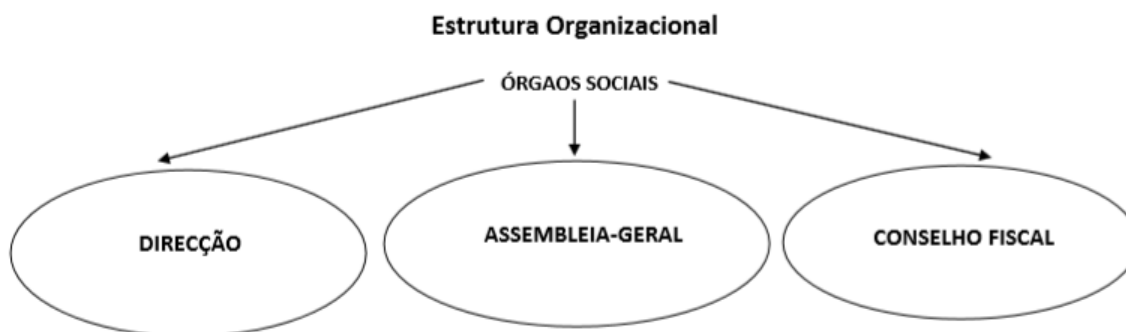 Estrutura Organizacional
ÓRGAOS SOCIAIS
DIRECÇÃO
ASSEMBLEIA-GERAL
CONSELHO FISCAL